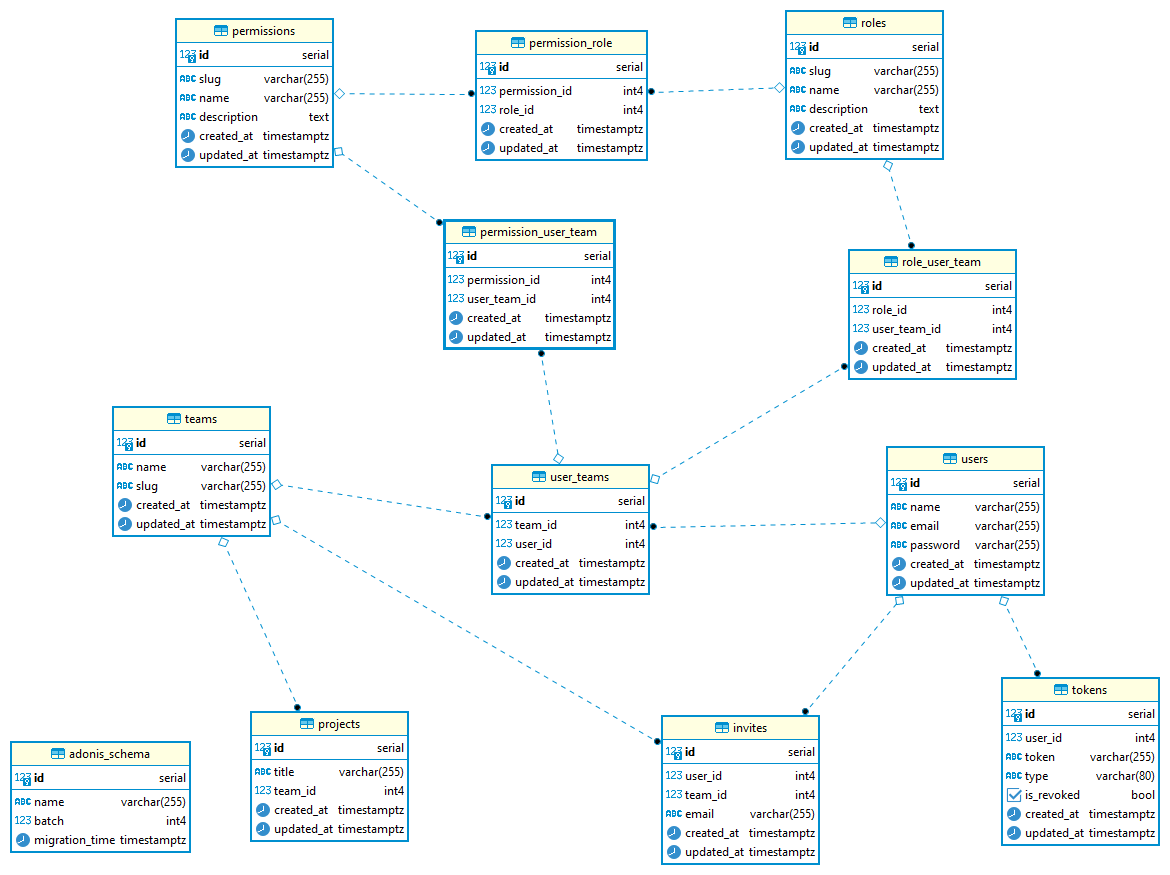 permissions
123 id serial
ABC slug varchar(255)
ABC name varchar(255)
ABC description text
created_at timestamptz
updated_at timestamptz
permission_role
123 id serial
123 permission_id int4
123 role_id int4
created_at timestamptz
updated_at timestamptz
roles
123 id serial
ABC slug varchar(255)
ABC name varchar(255)
ABC description text
created_at timestamptz
updated_at timestamptz
permission_user_team
123 id serial
123 permission_id int4
123 user_team_id int4
created_at timestamptz
updated_at timestamptz
role_user_team
123 id serial
123 role_id int4
123 user_team_id int4
created_at timestamptz
updated_at timestamptz
teams
123 id serial
ABC name varchar(255)
ABC slug varchar(255)
created_at timestamptz
updated_at timestamptz
user_teams
123 id serial
123 team_id int4
123 user_id int4
created_at timestamptz
updated_at timestamptz
users
123 id serial
ABC name varchar(255)
ABC email varchar(255)
ABC password varchar(255)
created_at timestamptz
updated_at timestamptz
adonis_schema
123 id serial
ABC name varchar(255)
123 batch int4
migration_time timestamptz
projects
123 id serial
ABC title varchar(255)
123 team_id int4
created_at timestamptz
updated_at timestamptz
invites
123 id serial
123 user_id int4
123 team_id int4
ABC email varchar(255)
created_at timestamptz
updated_at timestamptz
tokens
123 id serial
123 user_id int4
ABC token varchar(255)
ABC type varchar(80)
is_revoked bool
created_at timestamptz
updated_at timestamptz